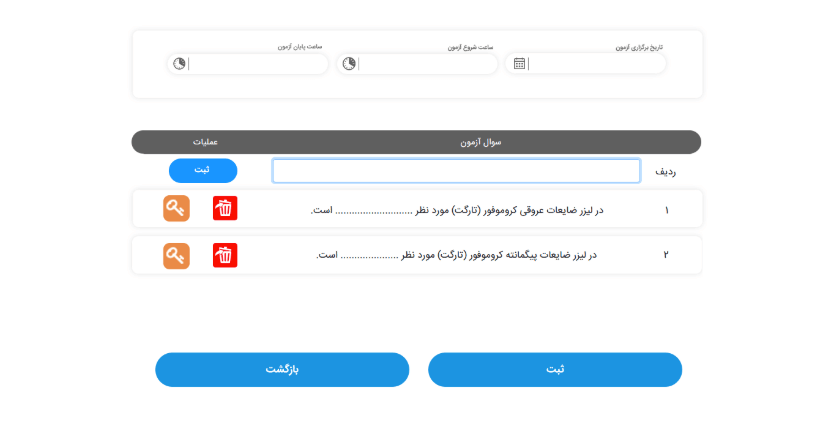 تاریخ برگزاری آزمون
ساعت شروع آزمون
ساعت پایان آزمون
سوال آزمون
عملیات
ردیف
ثبت
۱
در لیزر ضایعات عروقی کروموفور (تارگت) مورد نظر ............................ است.
۲
در لیزر ضایعات پیگمانته کروموفور (تارگت) مورد نظر ..................... است.
ثبت
بازگشت